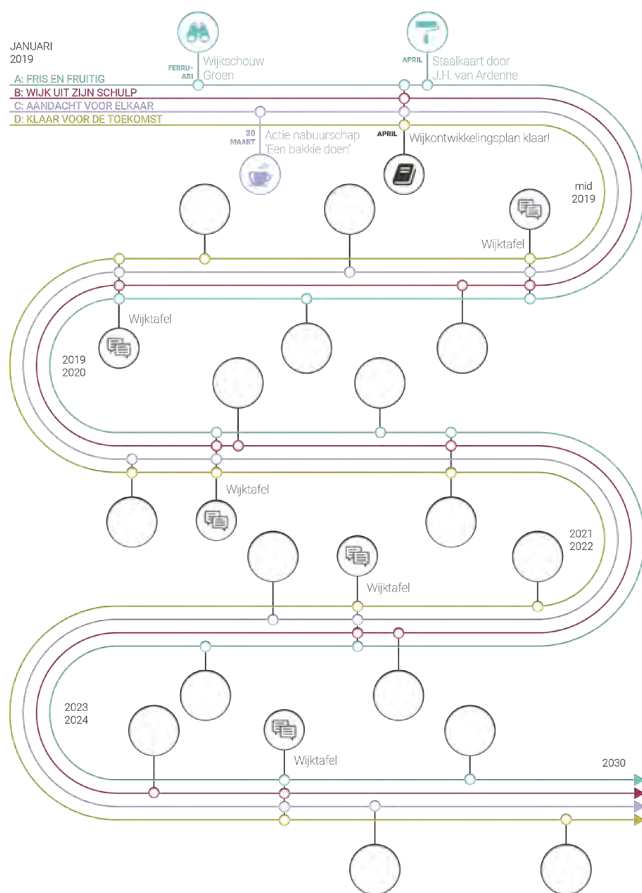 JANUARI
2019
FEBRU-
ARI
Wijkschouw
Groen
APRIL
Staalkaart door
J.H. van Ardenne
A: FRIS EN FRUITIG
B: WIJK UIT ZIJN SCHULP
C: AANDACHT VOOR ELKAAR
D: KLAAR VOOR DE TOEKOMST
30
MAART
Actie nabuurschap
'Een bakkie doen'
APRIL
Wijkontwikkelingsplan klaar!
mid
2019
Wijktafel
Wijktafel
2019
2020
Wijktafel
2021
2022
Wijktafel
2023
2024
Wijktafel
2030